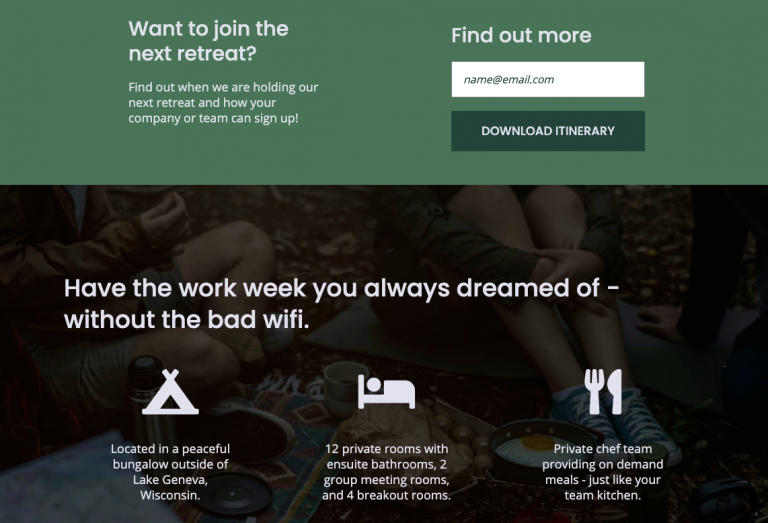 Want to join the
next retreat?
Find out when we are holding our
next retreat and how your
company or team can sign up!
Find out more
name@email.com
DOWNLOAD ITINERARY
Have the work week you always dreamed of -
without the bad wifi.
Located in a peaceful
bungalow outside of
Lake Geneva,
Wisconsin.
12 private rooms with
ensuite bathrooms, 2
group meeting rooms,
and 4 breakout rooms.
Private chef team
providing on demand
meals - just like your
team kitchen.